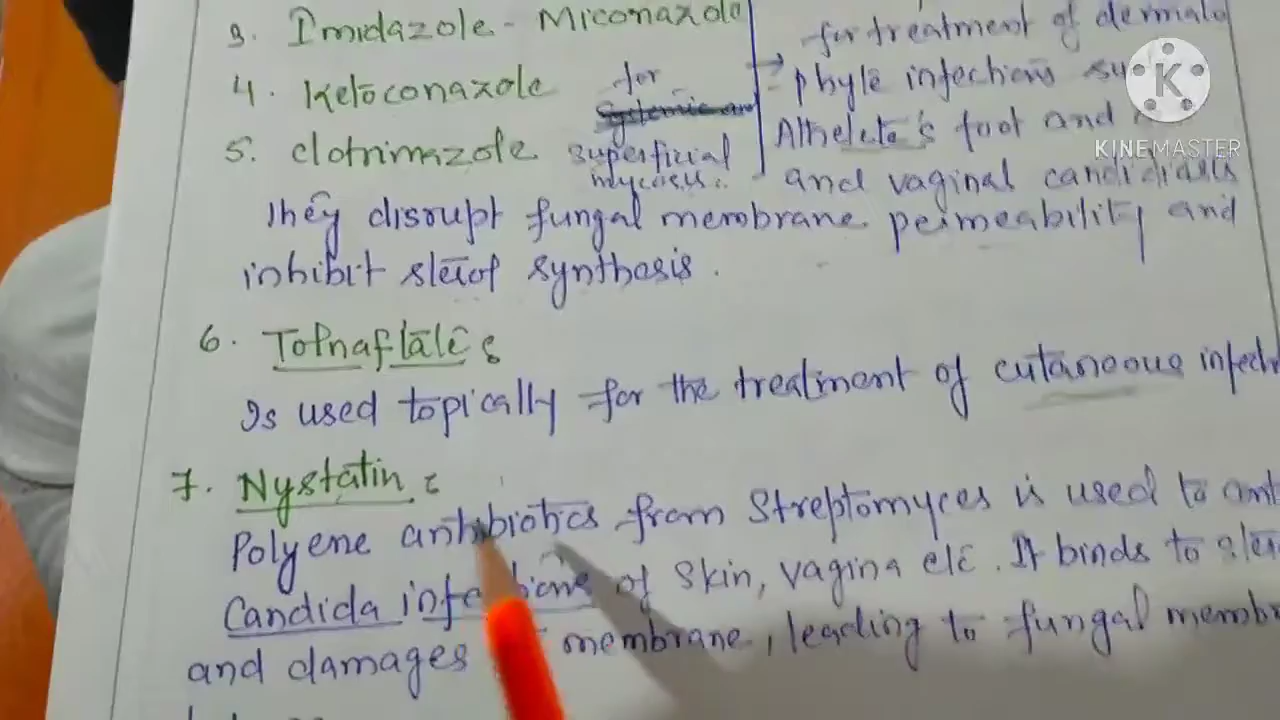 3. Imidazole - Miconazole
for treatment of dermato
4. Ketoconazole for
phyte infections
5. clotrimazole superficial mycosis.
Athelete's foot and
and vaginal candidiasis
They disrupt fungal membrane permeability and
inhibit sterol synthesis.
6. Tolnaftate :
Is used topically for the treatment of cutaneous infect
7. Nystatin :
Polyene antibiotics from Streptomyces is used to
Candida infections of skin, vagina etc. It binds to
and damages membrane, leading to fungal membr
K
KINEMASTER